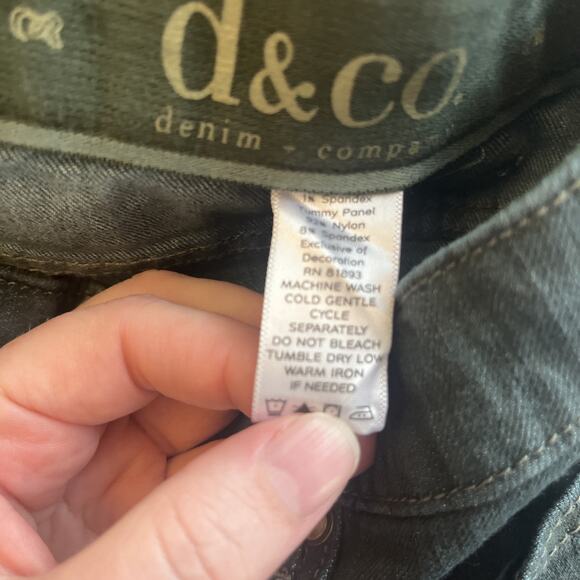 d&co.
denim - compa
1% Spandex
Tummy Panel
92% Nylon
8% Spandex
Exclusive of
Decoration
RN 81893
MACHINE WASH
COLD GENTLE
CYCLE
SEPARATELY
DO NOT BLEACH
TUMBLE DRY LOW
WARM IRON
IF NEEDED